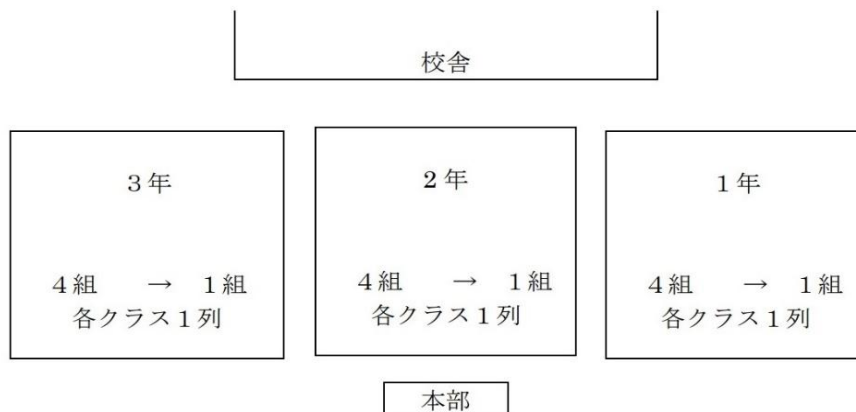 校舎
3年
4組 → 1組
各クラス1列
2年
4組 → 1組
各クラス1列
1年
4組 → 1組
各クラス1列
本部